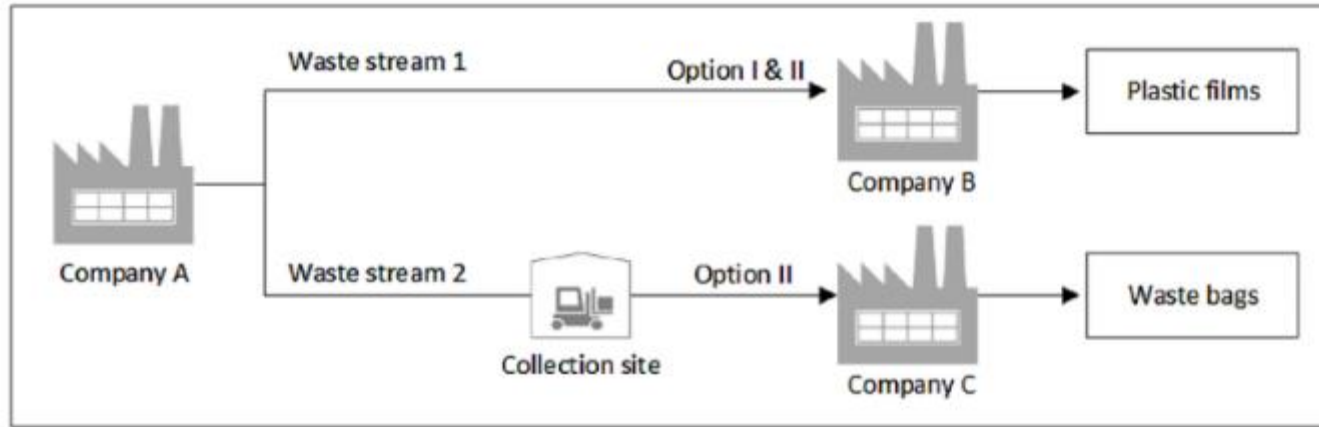 Waste stream 1
Option I & II
Plastic films
Company B
Company A
Waste stream 2
Option II
Waste bags
Collection site
Company C